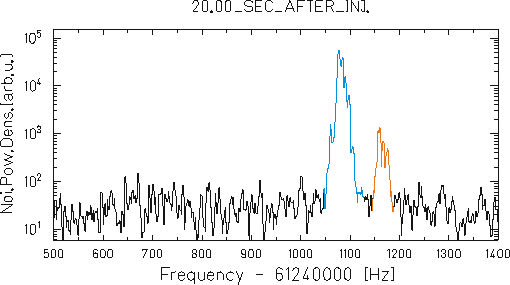 20.00_SEC_AFTER_INJ.
Noi.Pow.Dens.[arb.u.]
10^5
10^4
10^3
10^2
10^1
500 600 700 800 900 1000 1100 1200 1300 1400
Frequency - 61240000 [Hz]